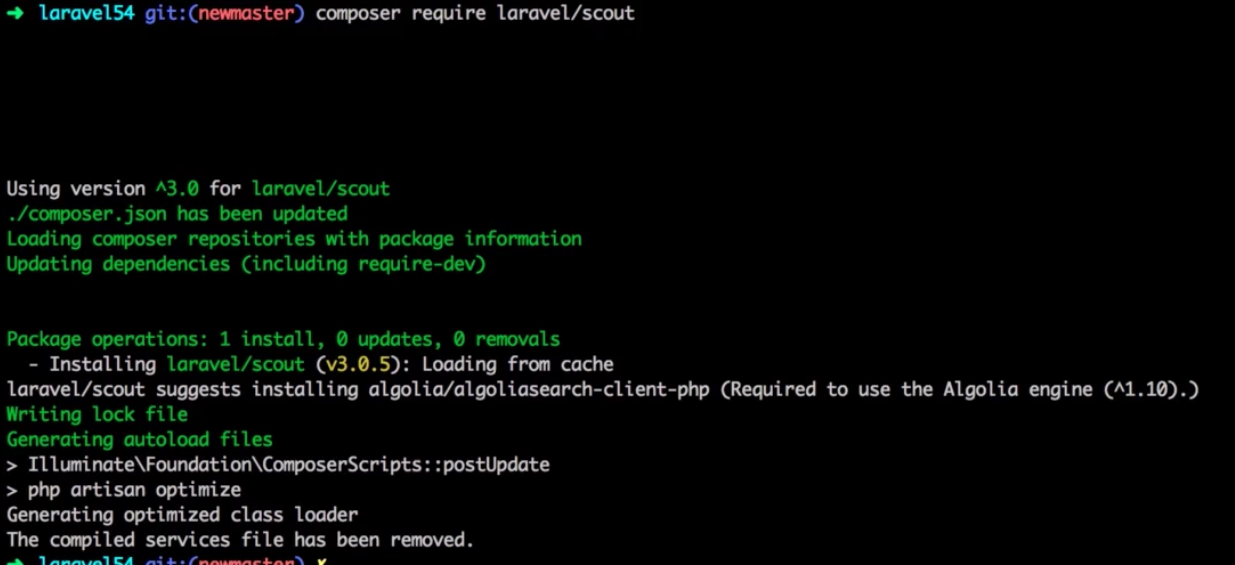 ➜ laravel54 git:(newmaster) composer require laravel/scout
Using version ^3.0 for laravel/scout
./composer.json has been updated
Loading composer repositories with package information
Updating dependencies (including require-dev)
Package operations: 1 install, 0 updates, 0 removals
- Installing laravel/scout (v3.0.5): Loading from cache
laravel/scout suggests installing algolia/algoliasearch-client-php (Required to use the Algolia engine (^1.10).)
Writing lock file
Generating autoload files
> Illuminate\Foundation\ComposerScripts::postUpdate
> php artisan optimize
Generating optimized class loader
The compiled services file has been removed.
➜ laravel54 git:(newmaster) ✗